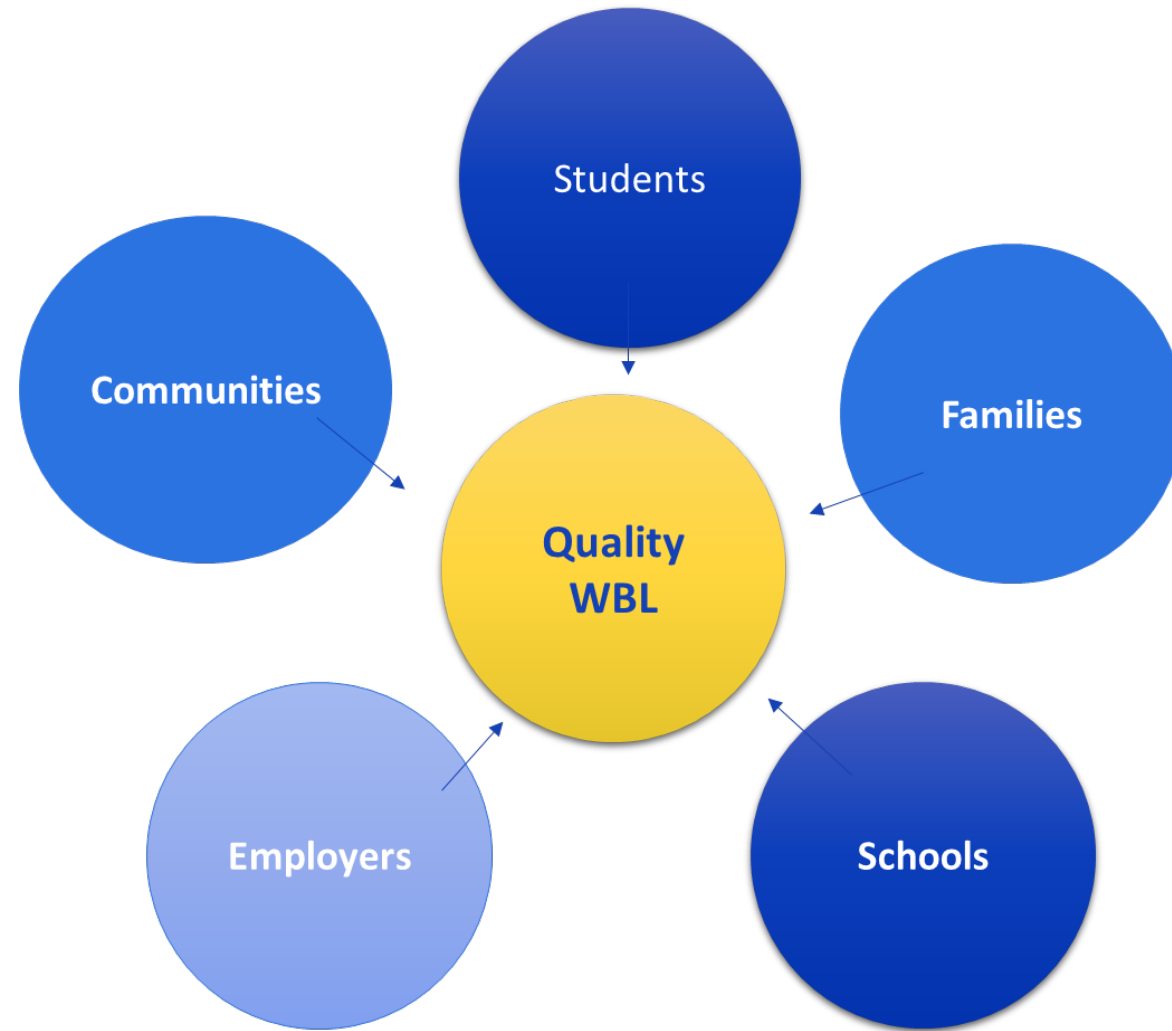 Students
Communities
Families
Quality
WBL
Employers
Schools